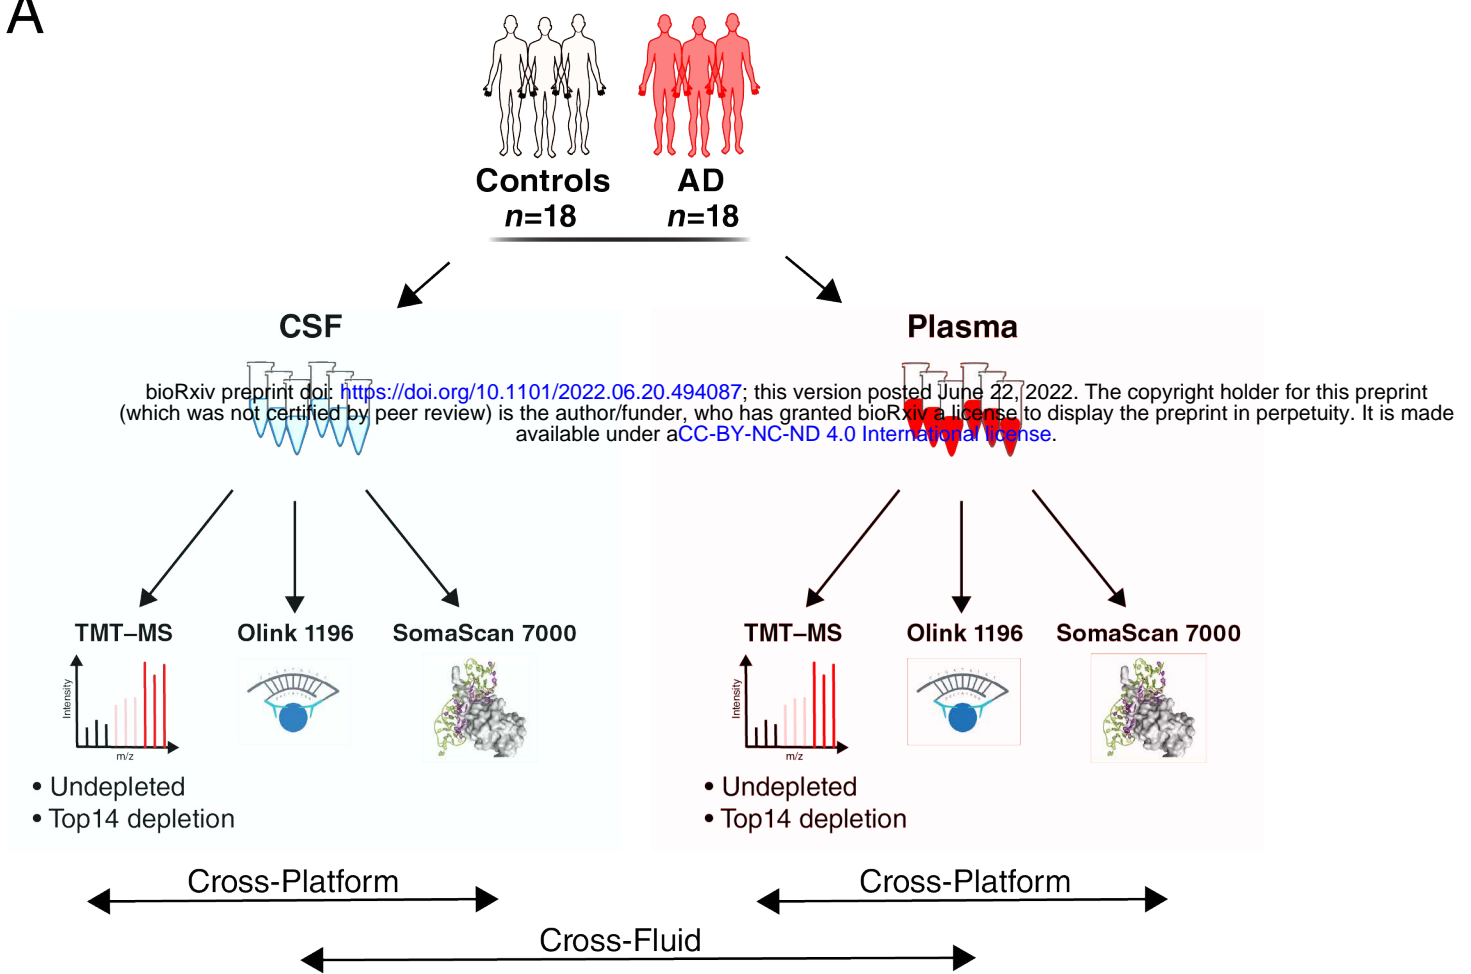 A
Controls
n=18
AD
n=18
CSF
Plasma
bioRxiv preprint doi: https://doi.org/10.1101/2022.06.20.494087; this version posted June 22, 2022. The copyright holder for this preprint
(which was not certified by peer review) is the author/funder, who has granted bioRxiv a license to display the preprint in perpetuity. It is made
available under aCC-BY-NC-ND 4.0 International license.
TMT–MS
Olink 1196
SomaScan 7000
Intensity
m/z
• Undepleted
• Top14 depletion
TMT–MS
Olink 1196
SomaScan 7000
Intensity
m/z
• Undepleted
• Top14 depletion
Cross-Platform
Cross-Platform
Cross-Fluid